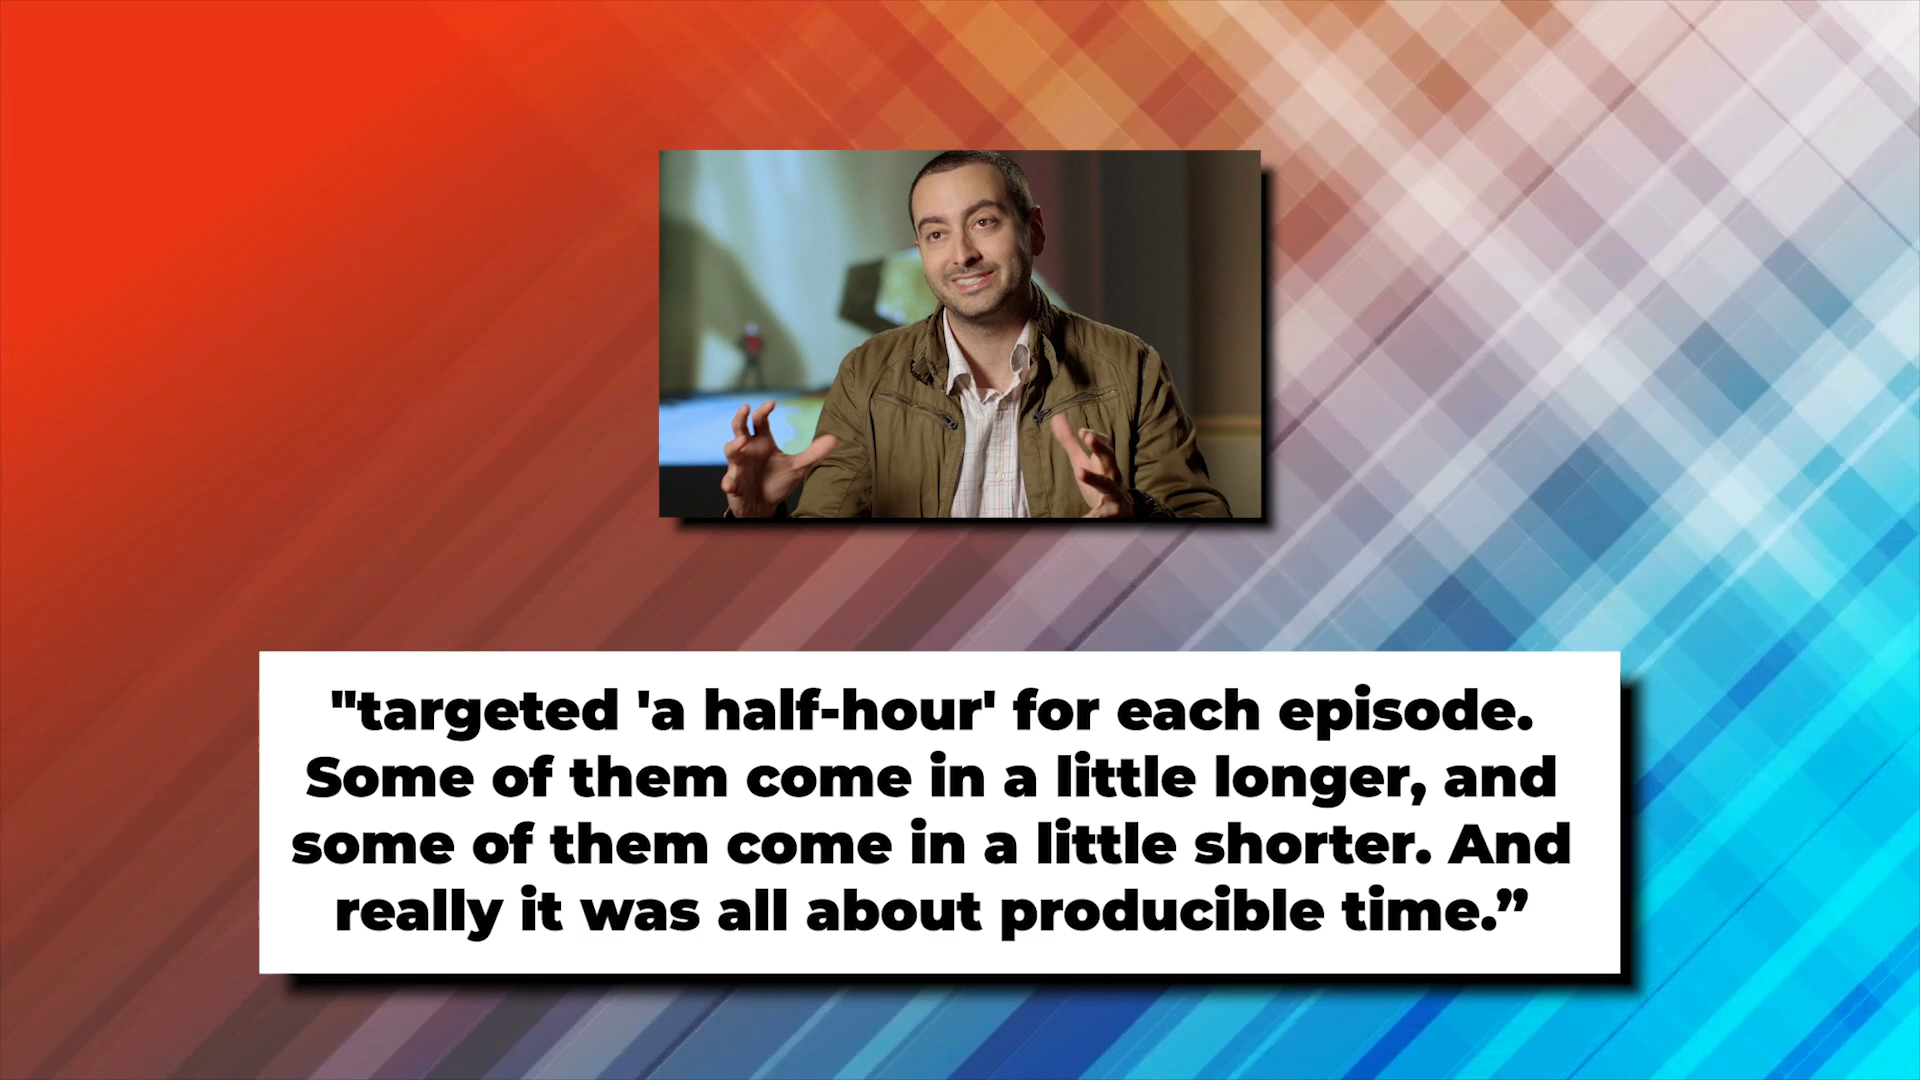 "targeted 'a half-hour' for each episode.
Some of them come in a little longer, and
some of them come in a little shorter. And
really it was all about producible time.”